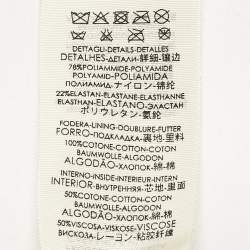 DETTAGLI-DETAILS-DETALLES
DETALHES-ДЕТАЛИ-詳細-镶边
78%POLIAMMIDE-POLYAMIDE
POLYAMID-POLIAMIDA
ПОЛИАМИД-ナイロン-锦纶
22%ELASTAN-ELASTANE-ELASTHANNE
ELASTHAN-ELASTANO-ЭЛАСТАН
ポリウレタン-氨纶
FODERA-LINING-DOUBLURE-FUTTER
FORRO-ПОДКЛАДКА-裏地-里料
100%COTONE-COTTON-COTON
BAUMWOLLE-ALGODON
ALGODÃO-ХЛОПОК-綿-棉
INTERNO-INSIDE-INTERIEUR-INNEN
INTERIOR-ВНУТРЕННЯЯ-芯地-里面
50%COTONE-COTTON-COTON
BAUMWOLLE-ALGODON
ALGODÃO-ХЛОПОК-綿-棉
50%VISCOSA-VISCOSE-VISCOSE
ВИСКОЗА-レーヨン-粘胶纤维